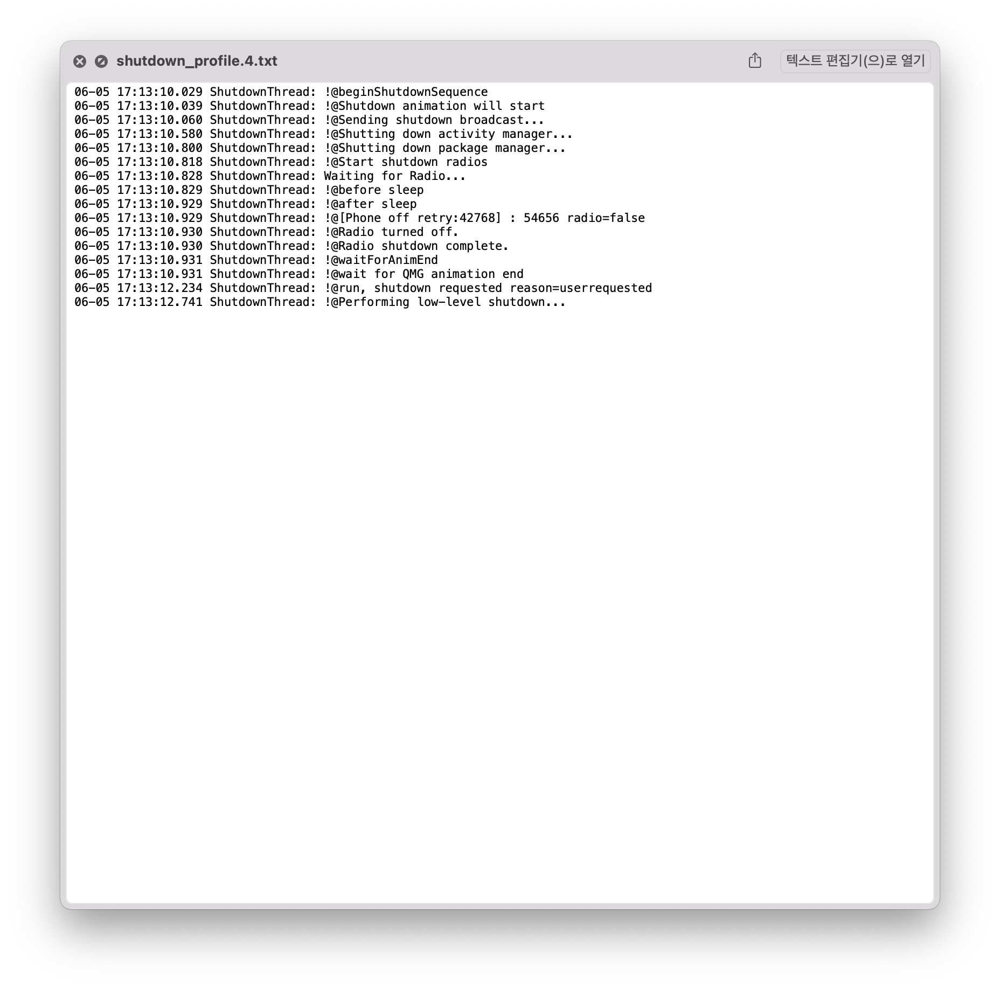 shutdown_profile.4.txt
텍스트 편집기(으)로 열기
06-05 17:13:10.029 ShutdownThread: !@beginShutdownSequence
06-05 17:13:10.039 ShutdownThread: !@Shutdown animation will start
06-05 17:13:10.060 ShutdownThread: !@Sending shutdown broadcast...
06-05 17:13:10.580 ShutdownThread: !@Shutting down activity manager...
06-05 17:13:10.800 ShutdownThread: !@Shutting down package manager...
06-05 17:13:10.818 ShutdownThread: !@Start shutdown radios
06-05 17:13:10.828 ShutdownThread: Waiting for Radio...
06-05 17:13:10.829 ShutdownThread: !@before sleep
06-05 17:13:10.929 ShutdownThread: !@after sleep
06-05 17:13:10.929 ShutdownThread: !@[Phone off retry:42768] : 54656 radio=false
06-05 17:13:10.930 ShutdownThread: !@Radio turned off.
06-05 17:13:10.930 ShutdownThread: !@Radio shutdown complete.
06-05 17:13:10.931 ShutdownThread: !@waitForAnimEnd
06-05 17:13:10.931 ShutdownThread: !@wait for QMG animation end
06-05 17:13:12.234 ShutdownThread: !@run, shutdown requested reason=userrequested
06-05 17:13:12.741 ShutdownThread: !@Performing low-level shutdown...